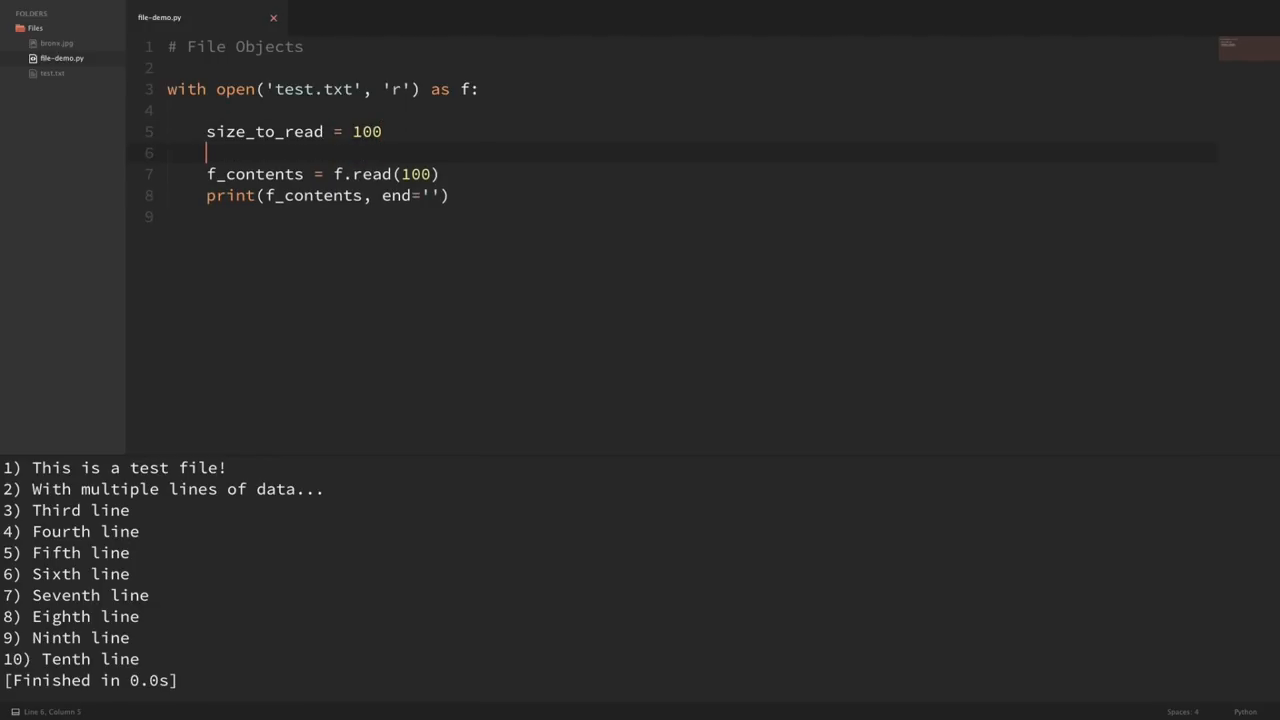 FOLDERS
Files
bronx.jpg
file-demo.py
test.txt
file-demo.py
1 # File Objects
2
3 with open('test.txt', 'r') as f:
4
5 size_to_read = 100
6
7 f_contents = f.read(100)
8 print(f_contents, end='')
9
1) This is a test file!
2) With multiple lines of data...
3) Third line
4) Fourth line
5) Fifth line
6) Sixth line
7) Seventh line
8) Eighth line
9) Ninth line
10) Tenth line
[Finished in 0.0s]
Line 6, Column 5
Spaces: 4
Python